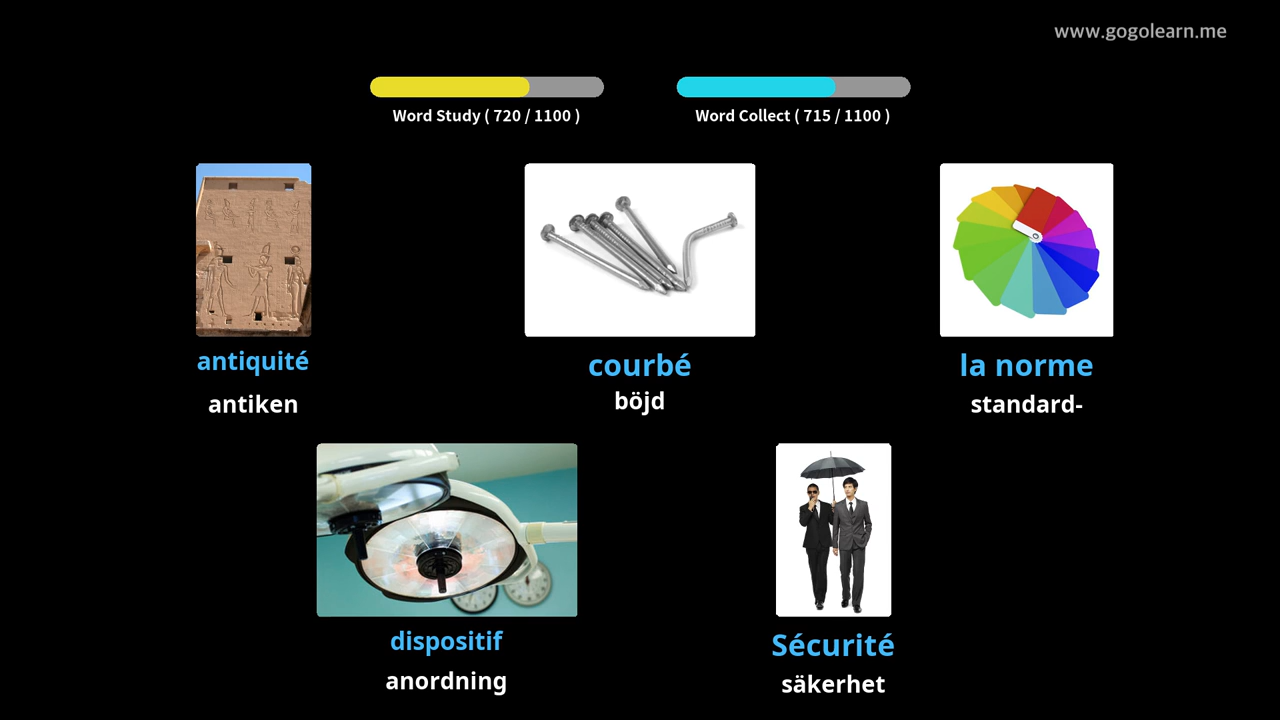 www.gogolearn.me
Word Study ( 720 / 1100 )
Word Collect ( 715 / 1100 )
antiquité
antiken
courbé
böjd
la norme
standard-
dispositif
anordning
Sécurité
säkerhet